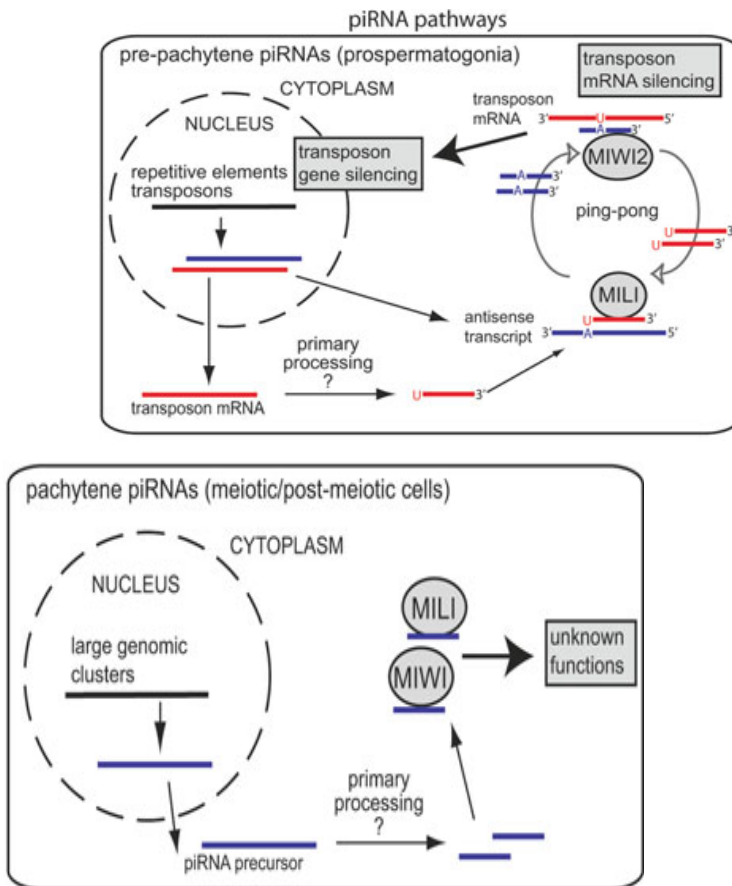 piRNA pathways
pre-pachytene piRNAs (prospermatogonia)
transposon
mRNA silencing
CYTOPLASM
NUCLEUS
transposon
mRNA
3' U 5'
A 3'
MIWI2
transposon
gene silencing
repetitive elements
transposons
A 3'
A 3'
ping-pong
U 3'
U 3'
MILI
U 3'
antisense
transcript
3' A 5'
primary
processing
?
transposon mRNA
U 3'
pachytene piRNAs (meiotic/post-meiotic cells)
CYTOPLASM
NUCLEUS
large genomic
clusters
MILI
MIWI
unknown
functions
primary
processing
?
piRNA precursor